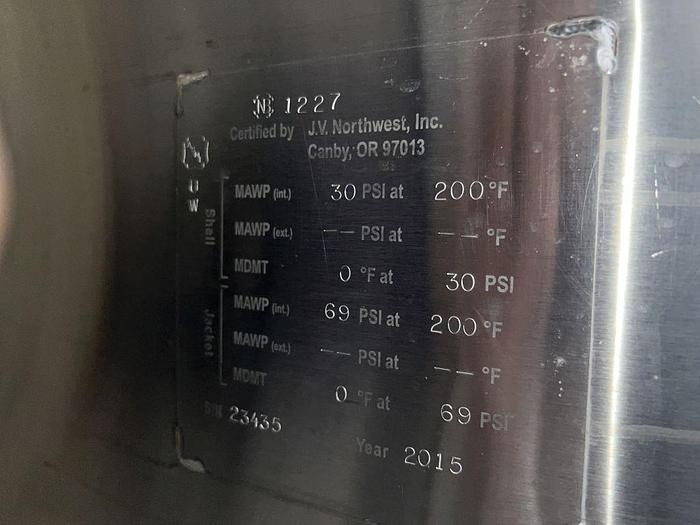 NB 1227
Certified by J.V. Northwest, Inc.
Canby, OR 97013
U
W
Shell
MAWP (int.) 30 PSI at 200 °F
MAWP (ext.) -- PSI at -- °F
MDMT 0 °F at 30 PSI
Jacket
MAWP (int.) 69 PSI at 200 °F
MAWP (ext.) -- PSI at -- °F
MDMT 0 °F at 69 PSI
S/N 23435
Year 2015